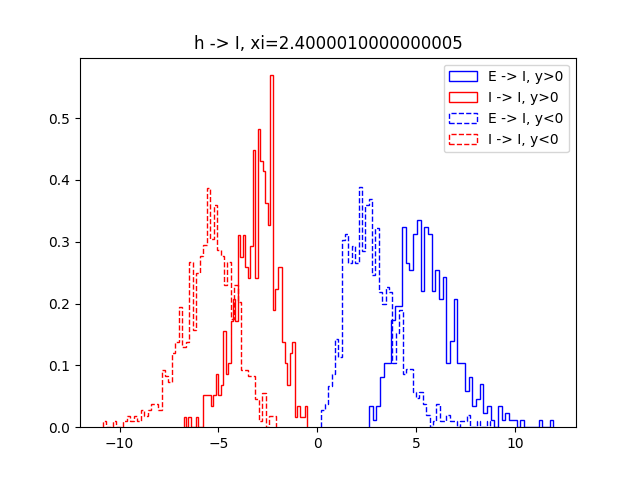 h -> I, xi=2.4000010000000005
E -> I, y>0
I -> I, y>0
E -> I, y<0
I -> I, y<0
0.5
0.4
0.3
0.2
0.1
0.0
−10
−5
0
5
10